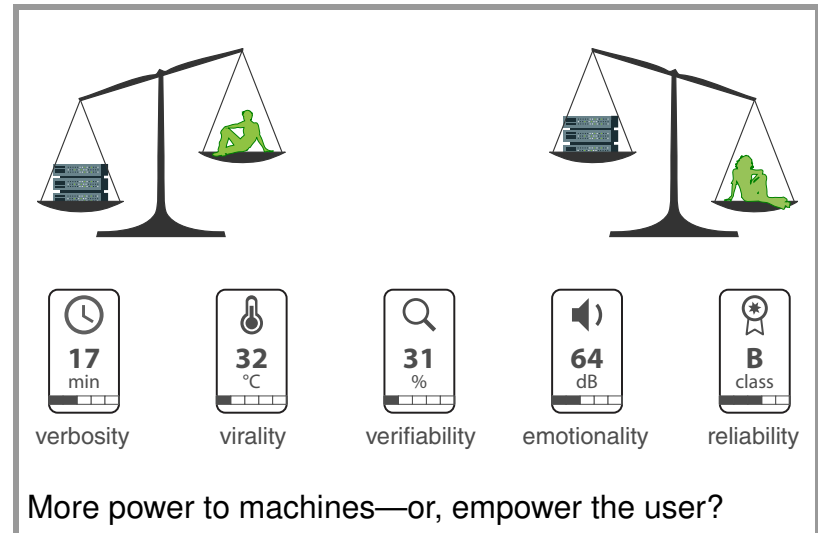 17 32 31 64 B
min °C % dB class
verbosity virality verifiability emotionality reliability
More power to machines—or, empower the user?